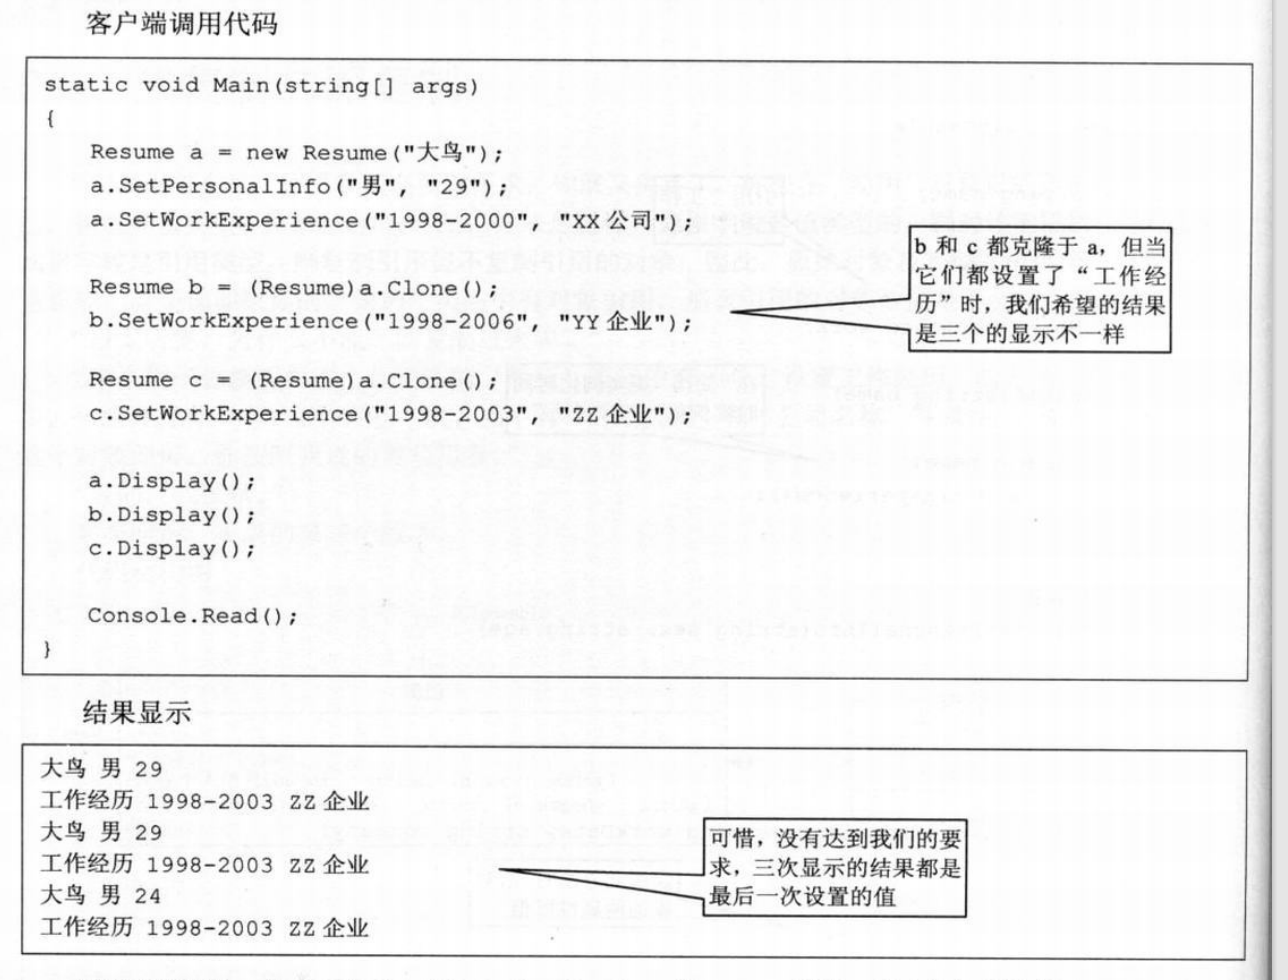 客户端调用代码
static void Main(string[] args)
{
Resume a = new Resume("大鸟");
a.SetPersonalInfo("男", "29");
a.SetWorkExperience("1998-2000", "XX 公司");
Resume b = (Resume)a.Clone();
b.SetWorkExperience("1998-2006", "YY 企业");
b 和 c 都克隆于 a，但当
它们都设置了“工作经
历”时，我们希望的结果
是三个的显示不一样
Resume c = (Resume)a.Clone();
c.SetWorkExperience("1998-2003", "ZZ 企业");
a.Display();
b.Display();
c.Display();
Console.Read();
}
结果显示
大鸟 男 29
工作经历 1998-2003 ZZ 企业
大鸟 男 29
工作经历 1998-2003 ZZ 企业
大鸟 男 24
工作经历 1998-2003 ZZ 企业
可惜，没有达到我们的要
求，三次显示的结果都是
最后一次设置的值